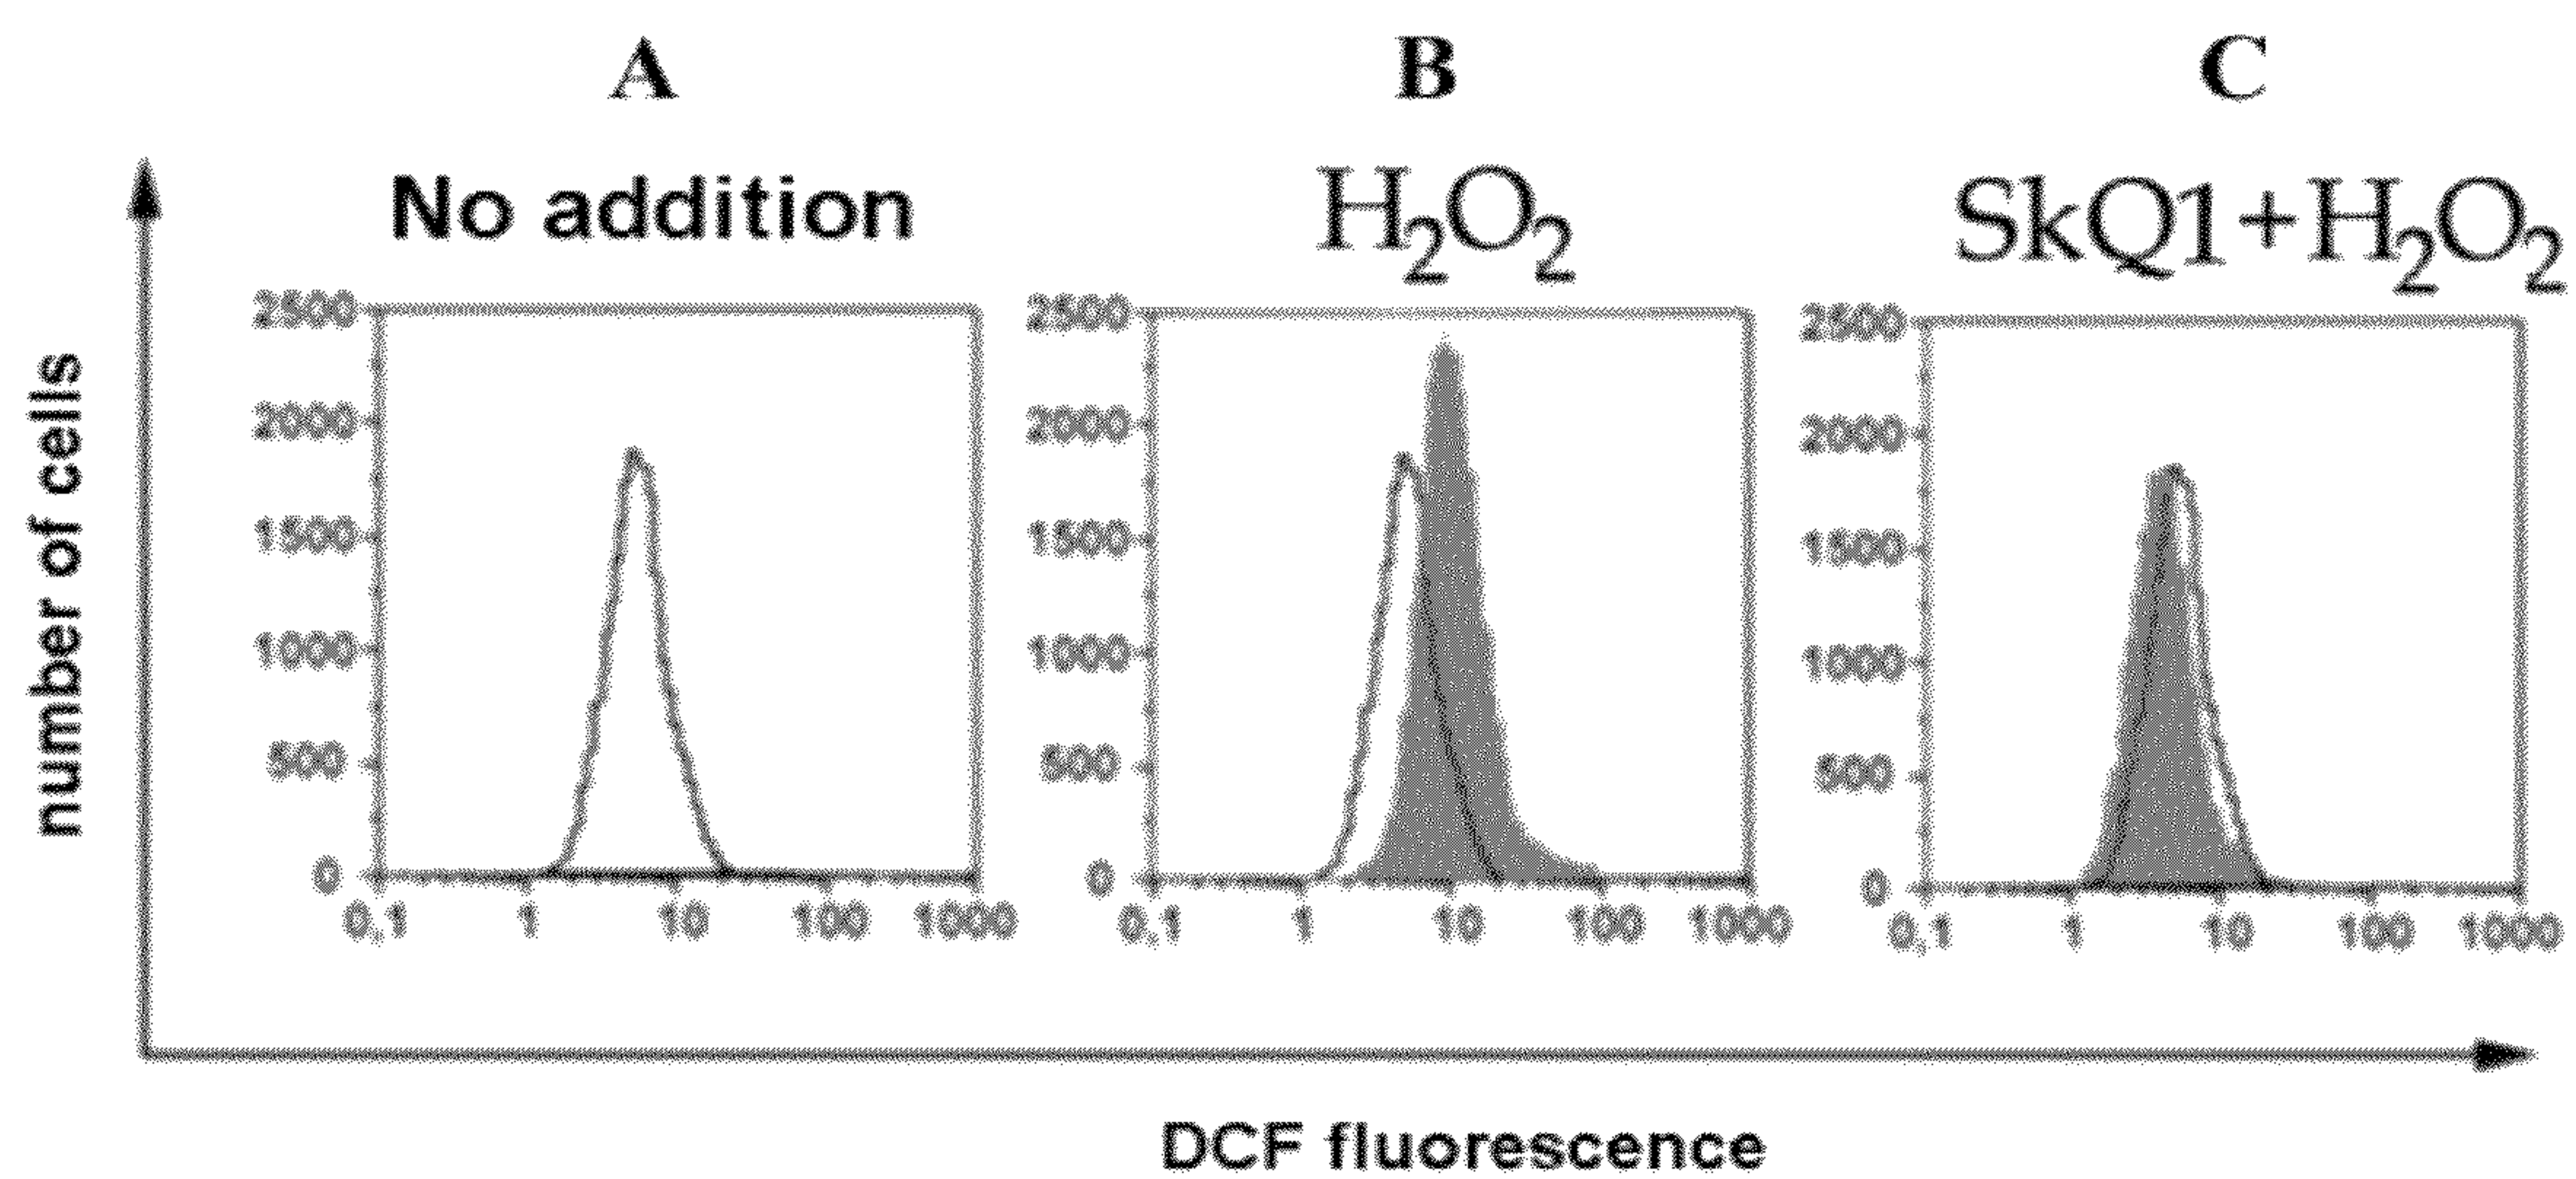 A B C
No addition H₂O₂ SkQ1+H₂O₂
number of cells
2500 2500 2500
2000 2000 2000
1500 1500 1500
1000 1000 1000
500 500 500
0 0 0
0,1 1 10 100 1000 0,1 1 10 100 1000 0,1 1 10 100 1000
DCF fluorescence